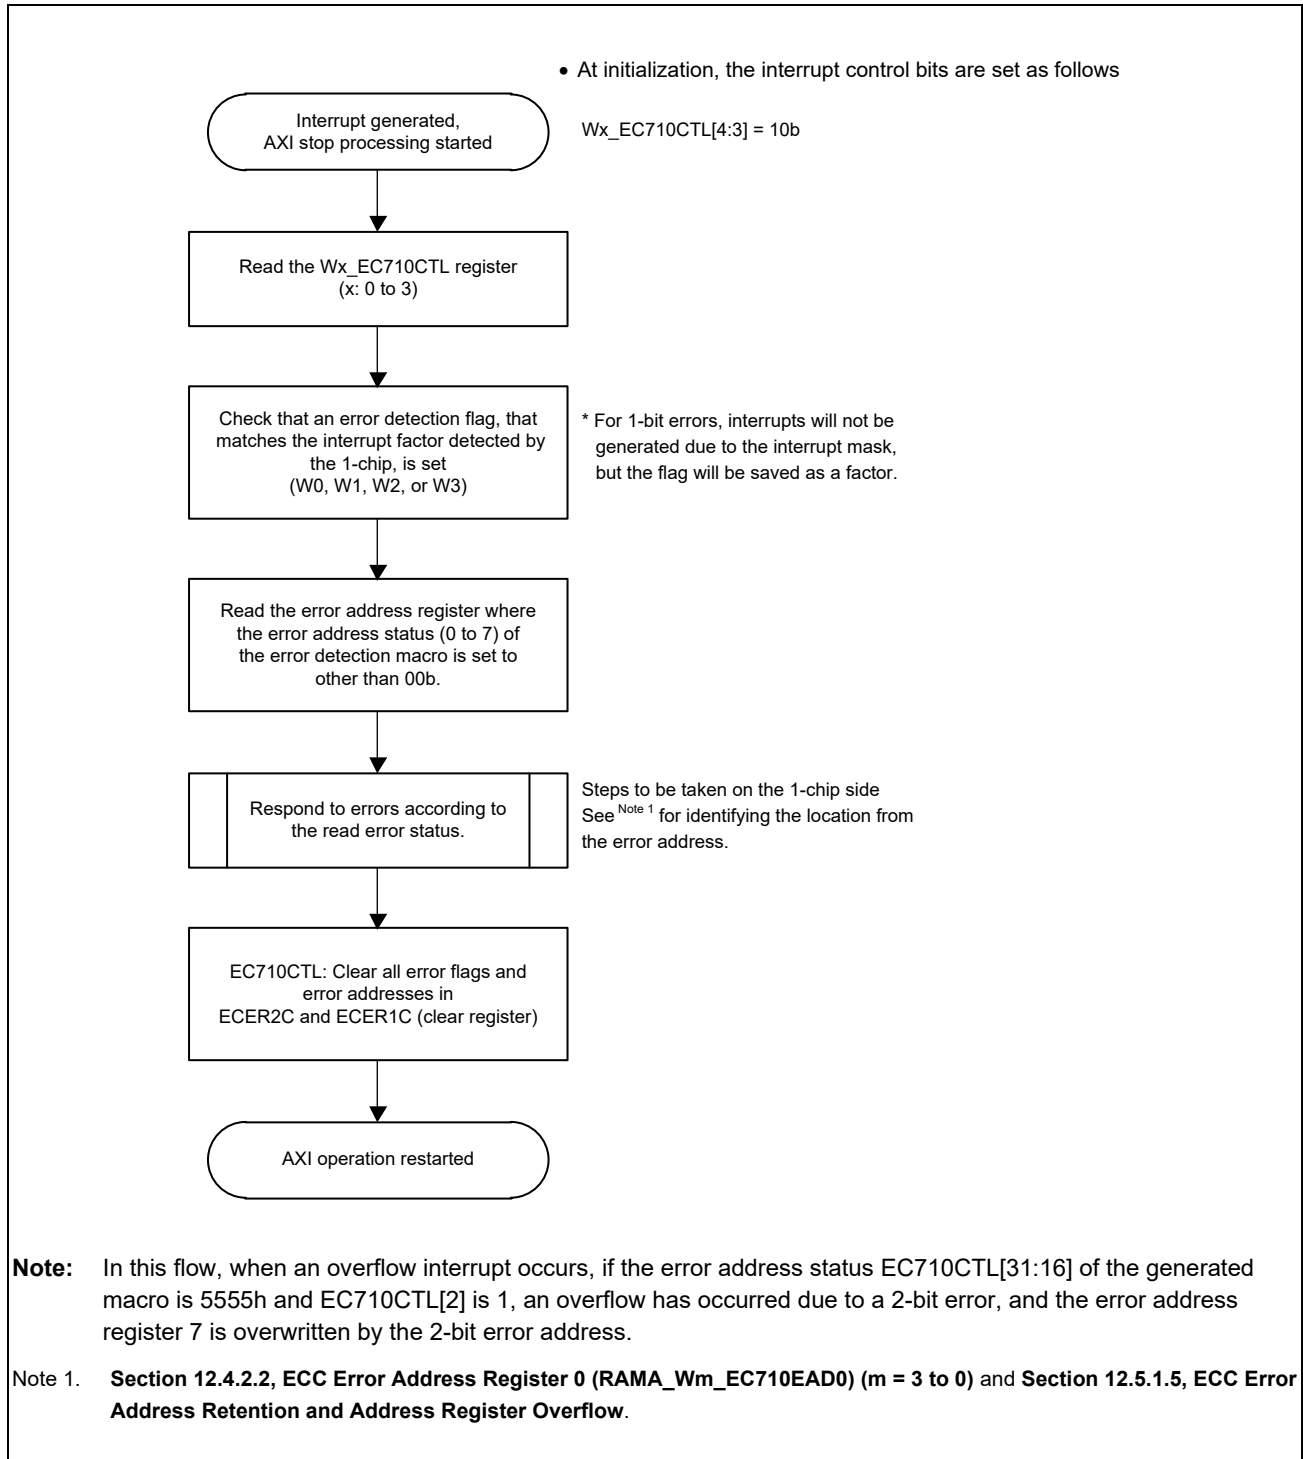 • At initialization, the interrupt control bits are set as follows
Interrupt generated,
AXI stop processing started
Wx_EC710CTL[4:3] = 10b
Read the Wx_EC710CTL register
(x: 0 to 3)
Check that an error detection flag, that
matches the interrupt factor detected by
the 1-chip, is set
(W0, W1, W2, or W3)
* For 1-bit errors, interrupts will not be
generated due to the interrupt mask,
but the flag will be saved as a factor.
Read the error address register where
the error address status (0 to 7) of
the error detection macro is set to
other than 00b.
Respond to errors according to
the read error status.
Steps to be taken on the 1-chip side
See Note 1 for identifying the location from
the error address.
EC710CTL: Clear all error flags and
error addresses in
ECER2C and ECER1C (clear register)
AXI operation restarted
Note: In this flow, when an overflow interrupt occurs, if the error address status EC710CTL[31:16] of the generated
macro is 5555h and EC710CTL[2] is 1, an overflow has occurred due to a 2-bit error, and the error address
register 7 is overwritten by the 2-bit error address.
Note 1. Section 12.4.2.2, ECC Error Address Register 0 (RAMA_Wm_EC710EAD0) (m = 3 to 0) and Section 12.5.1.5, ECC Error
Address Retention and Address Register Overflow.